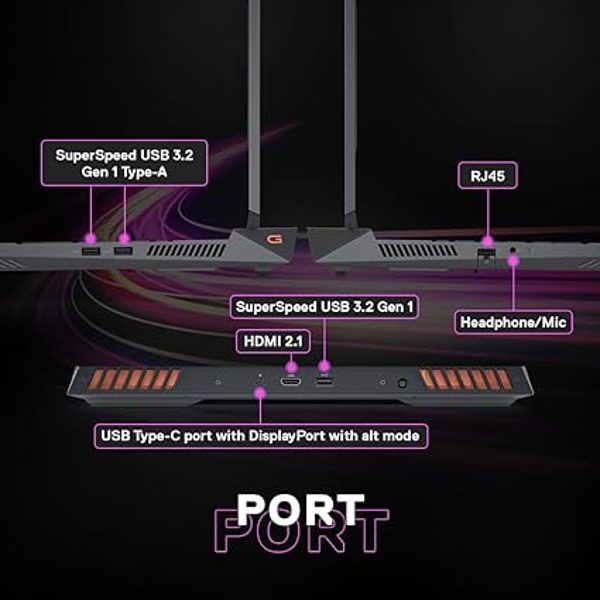 SuperSpeed USB 3.2
Gen 1 Type-A
RJ45
G
Headphone/Mic
SuperSpeed USB 3.2 Gen 1
HDMI 2.1
USB Type-C port with DisplayPort with alt mode
PORT
PORT